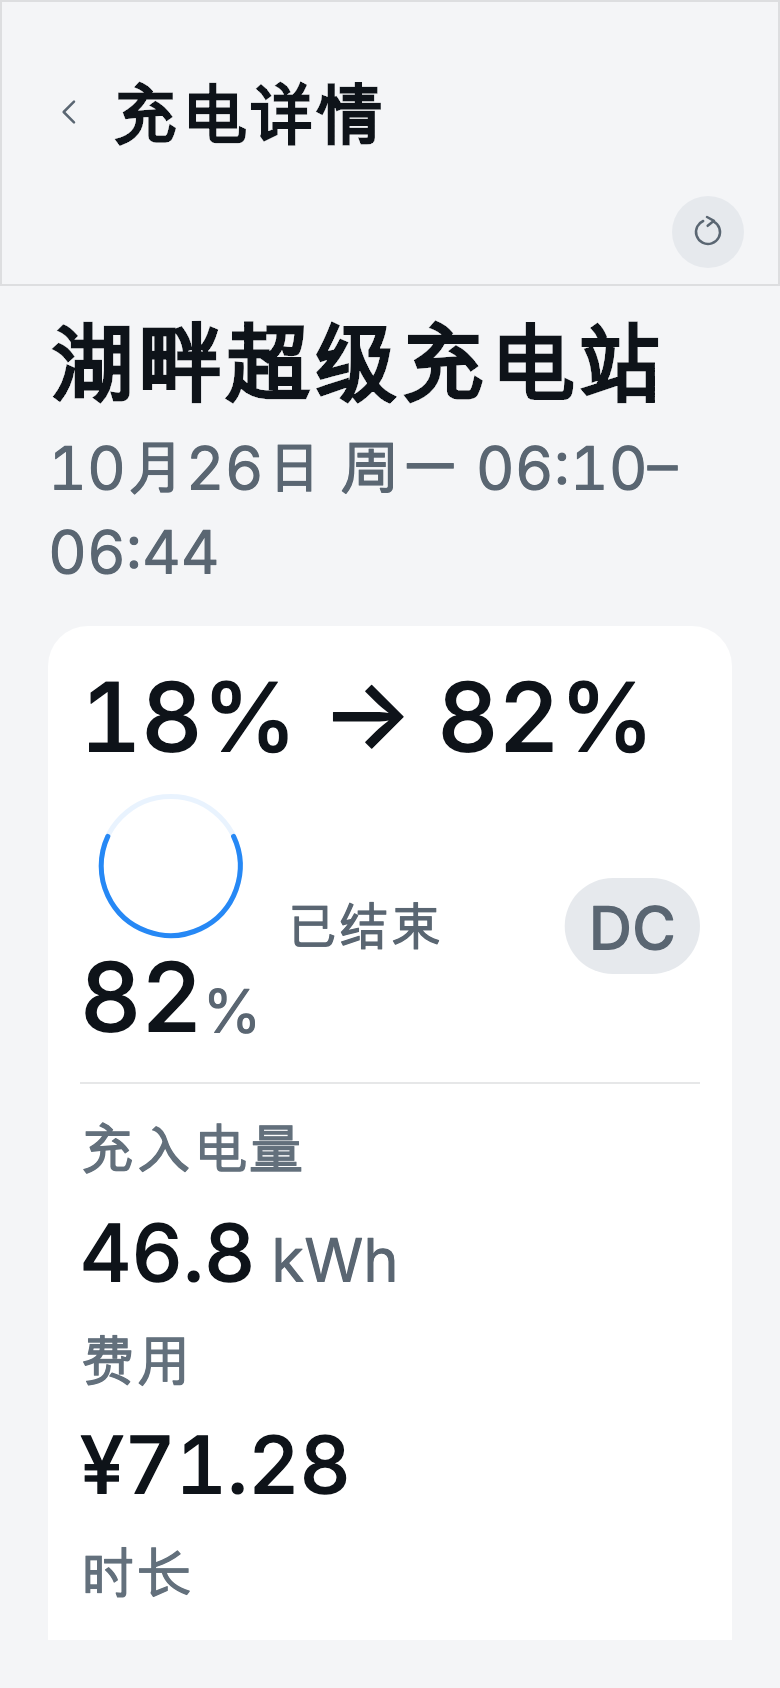 充电详情
湖畔超级充电站
10月26日 周一 06:10–
06:44
18% → 82%
已结束
DC
82%
充入电量
46.8 kWh
费用
¥71.28
时长